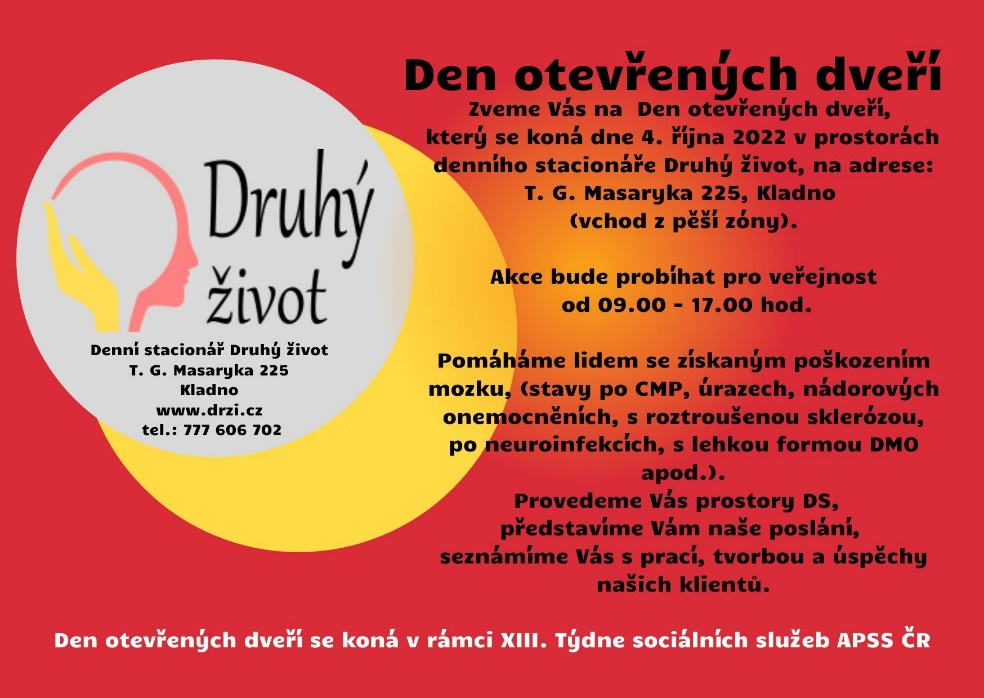 Den otevřených dveří
Zveme Vás na Den otevřených dveří,
který se koná dne 4. října 2022 v prostorách
denního stacionáře Druhý život, na adrese:
T. G. Masaryka 225, Kladno
(vchod z pěší zóny).
Akce bude probíhat pro veřejnost
od 09.00 - 17.00 hod.
Pomáháme lidem se získaným poškozením
mozku, (stavy po CMP, úrazech, nádorových
onemocněních, s roztroušenou sklerózou,
po neuroinfekcích, s lehkou formou DMO
apod.).
Provedeme Vás prostory DS,
představíme Vám naše poslání,
seznámíme Vás s prací, tvorbou a úspěchy
našich klientů.
Druhý
život
Denní stacionář Druhý život
T. G. Masaryka 225
Kladno
www.drzi.cz
tel.: 777 606 702
Den otevřených dveří se koná v rámci XIII. Týdne sociálních služeb APSS ČR